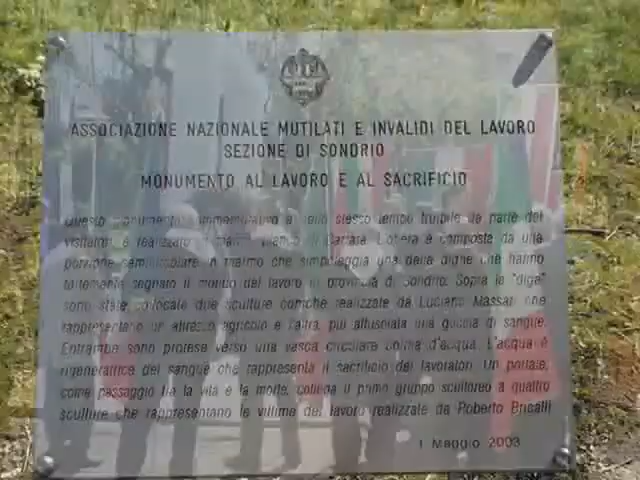 ASSOCIAZIONE NAZIONALE MUTILATI E INVALIDI DEL LAVORO
SEZIONE DI SONDRIO
MONUMENTO AL LAVORO E AL SACRIFICIO
Questo monumento commemorativo e nello stesso tempo fruibile da parte dei
visitatori, è realizzato in marmo bianco di Carrara. L'opera è composta da una
porzione semicircolare in marmo che simboleggia una delle dighe che hanno
fortemente segnato il mondo del lavoro in provincia di Sondrio. Sopra la "diga"
sono state collocate due sculture coniche realizzate da Luciano Massari che
rappresentano un attrezzo agricolo e l'altra, più affusolata una goccia di sangue.
Entrambe sono protese verso una vasca circolare colma d'acqua. L'acqua è
rigeneratrice del sangue che rappresenta il sacrificio dei lavoratori. Un portale,
come passaggio tra la vita e la morte, collega il primo gruppo scultoreo a quattro
sculture che rappresentano le vittime del lavoro realizzate da Roberto Bricalli
1 Maggio 2003